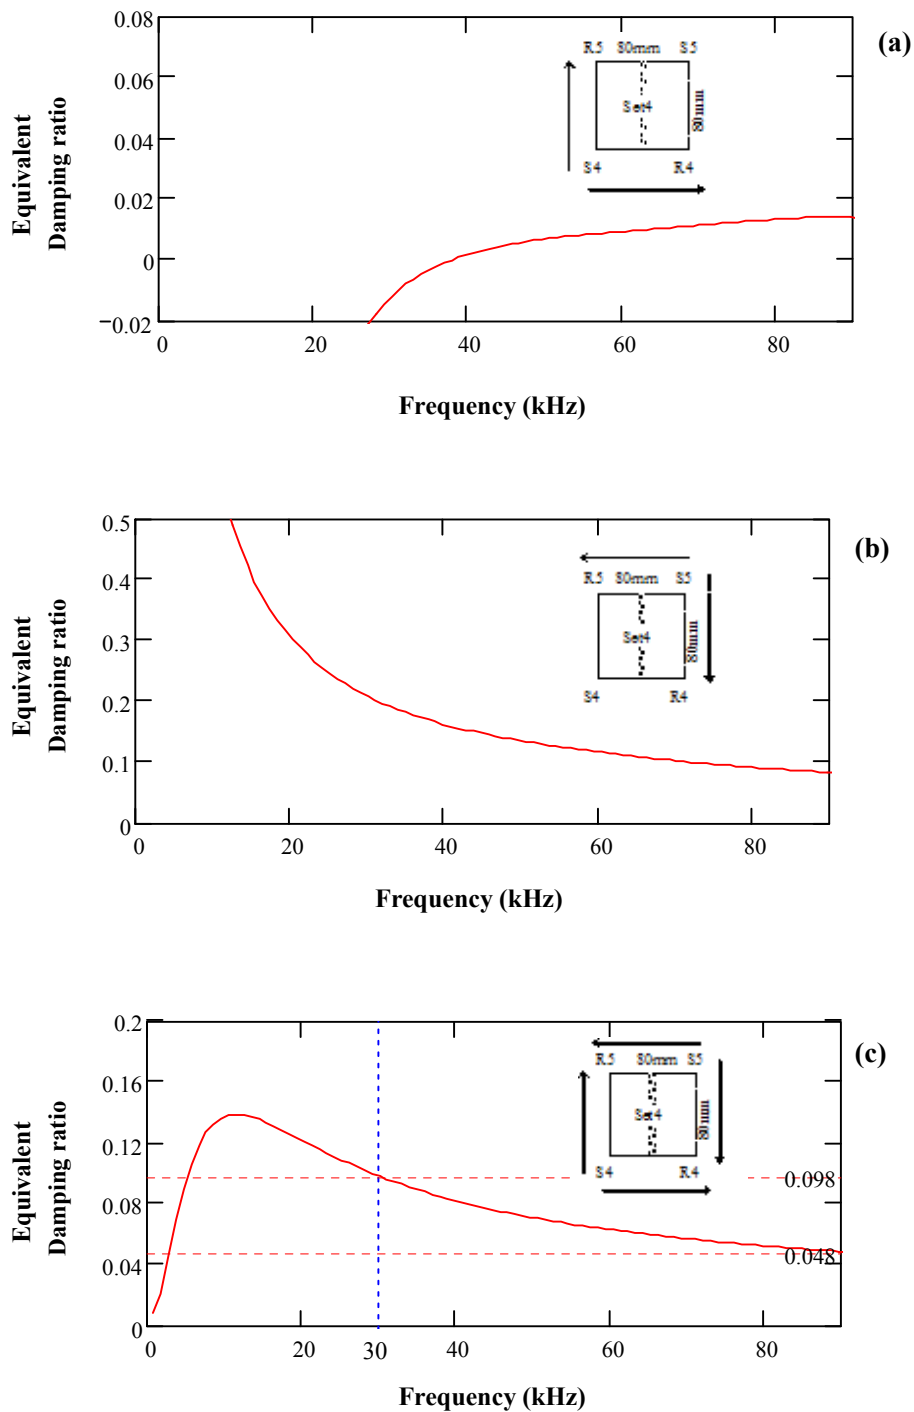 (a)
0.08
0.06
0.04
0.02
0
−0.02
Equivalent
Damping ratio
R5 80mm S5
Set4
80mm
S4 R4
0 20 40 60 80
Frequency (kHz)
(b)
0.5
0.4
0.3
0.2
0.1
0
Equivalent
Damping ratio
R5 80mm S5
Set4
80mm
S4 R4
0 20 40 60 80
Frequency (kHz)
(c)
0.2
0.16
0.12
0.08
0.04
0
Equivalent
Damping ratio
R5 80mm S5
Set4
80mm
S4 R4
0.098
0.048
0 20 30 40 60 80
Frequency (kHz)